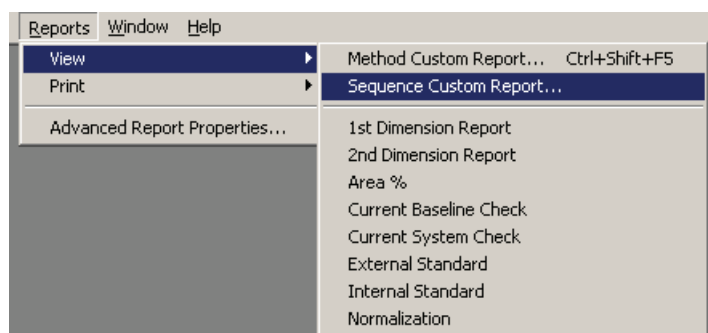 Reports Window Help
View
Print
Advanced Report Properties...
Method Custom Report... Ctrl+Shift+F5
Sequence Custom Report...
1st Dimension Report
2nd Dimension Report
Area %
Current Baseline Check
Current System Check
External Standard
Internal Standard
Normalization